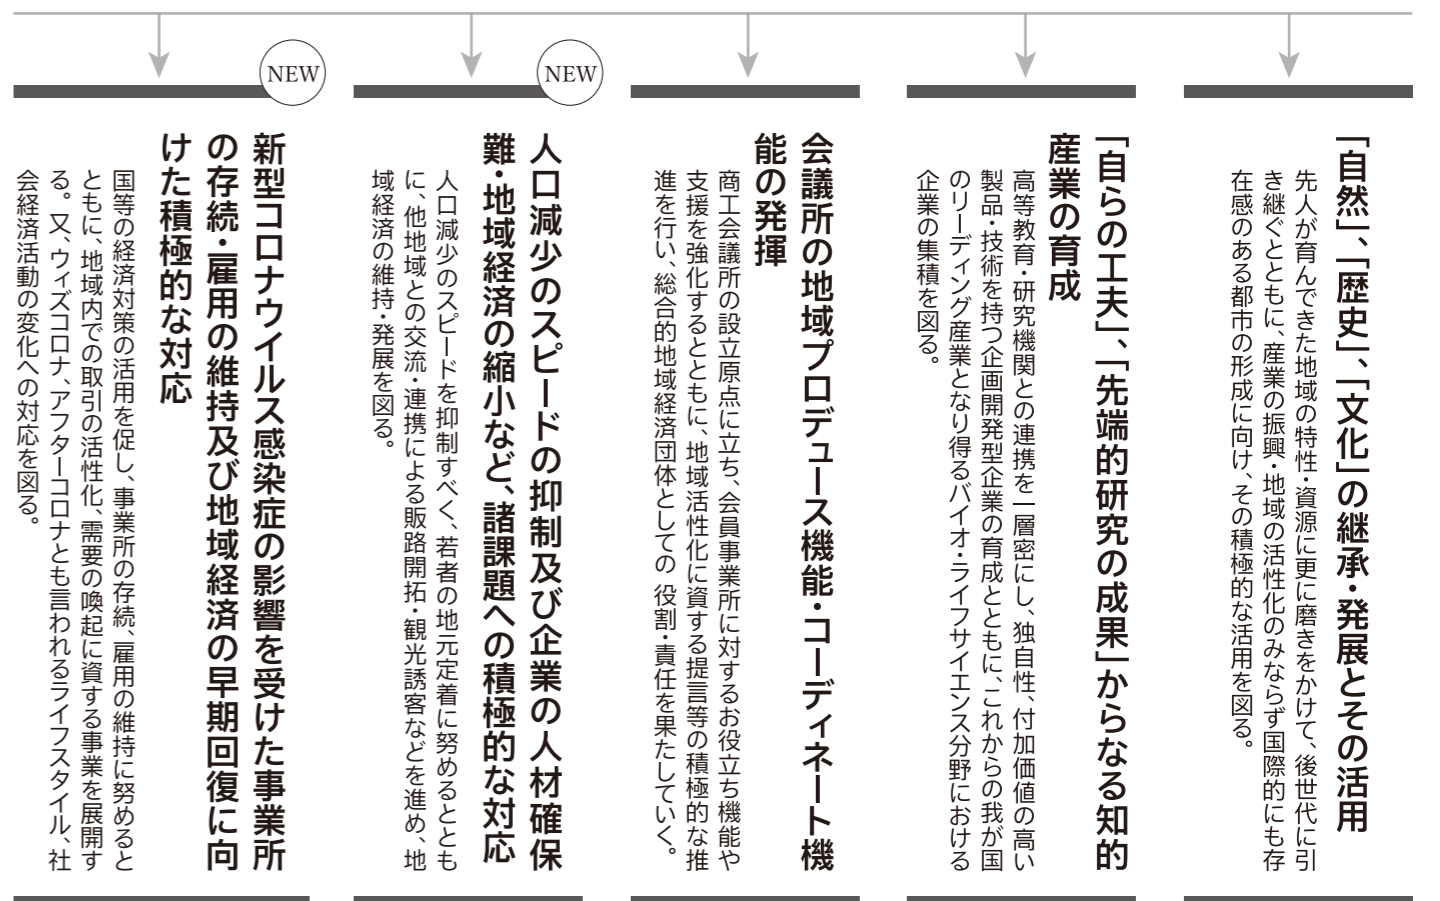 「自然」、「歴史」、「文化」の継承・発展とその活用
先人が育んできた地域の特性・資源に更に磨きをかけて、後世代に引
き継ぐとともに、産業の振興・地域の活性化のみならず国際的にも存
在感のある都市の形成に向け、その積極的な活用を図る。
「自らの工夫」、「先端的研究の成果」からなる知的
産業の育成
高等教育・研究機関との連携を一層密にし、独自性、付加価値の高い
製品・技術を持つ企画開発型企業の育成とともに、これからの我が国
のリーディング産業となり得るバイオ・ライフサイエンス分野における
企業の集積を図る。
会議所の地域プロデュース機能・コーディネート機
能の発揮
商工会議所の設立原点に立ち、会員事業所に対するお役立ち機能や
支援を強化するとともに、地域活性化に資する提言等の積極的な推
進を行い、総合的地域経済団体としての 役割・責任を果たしていく。
NEW
人口減少のスピードの抑制及び企業の人材確保
難・地域経済の縮小など、諸課題への積極的な対応
人口減少のスピードを抑制すべく、若者の地元定着に努めるととも
に、他地域との交流・連携による販路開拓・観光誘客などを進め、地
域経済の維持・発展を図る。
NEW
新型コロナウイルス感染症の影響を受けた事業所
の存続・雇用の維持及び地域経済の早期回復に向
けた積極的な対応
国等の経済対策の活用を促し、事業所の存続、雇用の維持に努めると
ともに、地域内での取引の活性化、需要の喚起に資する事業を展開す
る。又、ウィズコロナ、アフターコロナとも言われるライフスタイル、社
会経済活動の変化への対応を図る。